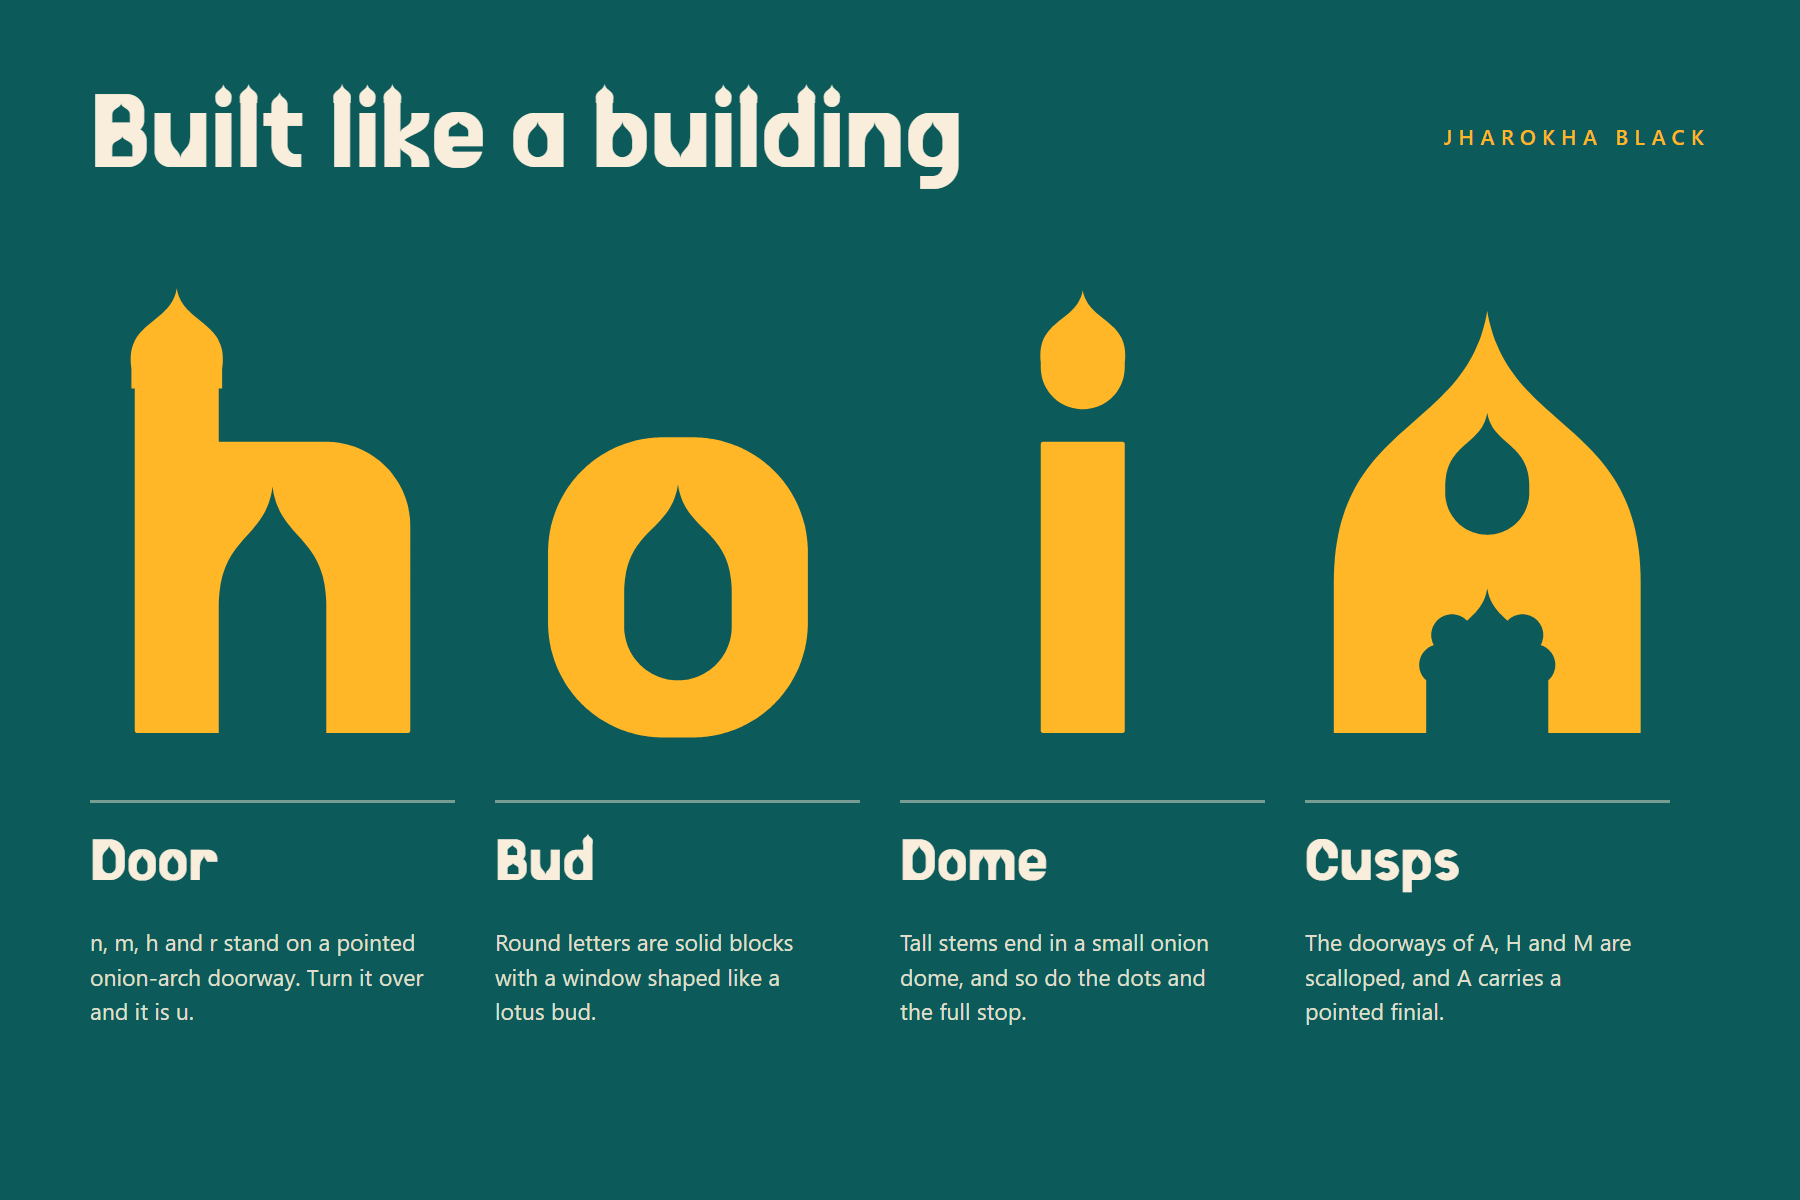 Built like a building
JHAROKHA BLACK
h o i A
Door
n, m, h and r stand on a pointed
onion-arch doorway. Turn it over
and it is u.
Bud
Round letters are solid blocks
with a window shaped like a
lotus bud.
Dome
Tall stems end in a small onion
dome, and so do the dots and
the full stop.
Cusps
The doorways of A, H and M are
scalloped, and A carries a
pointed finial.